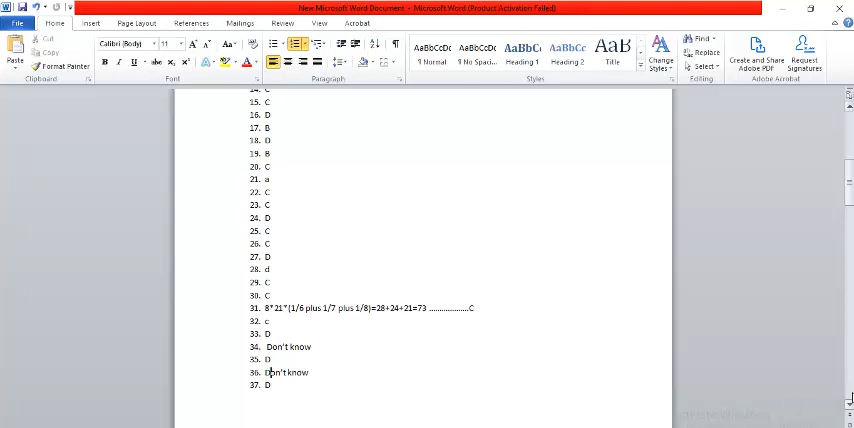 New Microsoft Word Document - Microsoft Word (Product Activation Failed)
File Home Insert Page Layout References Mailings Review View Acrobat
Cut
Copy
Format Painter
Paste
Clipboard
Calibri (Body) 11
Font
Paragraph
AaBbCcDc AaBbCcDc AaBbCc AaBbCc AaB
¶ Normal ¶ No Spaci... Heading 1 Heading 2 Title
Change Styles
Styles
Find
Replace
Select
Editing
Create and Share Adobe PDF
Request Signatures
Adobe Acrobat
14. C
15. C
16. D
17. B
18. D
19. B
20. C
21. a
22. C
23. C
24. D
25. C
26. C
27. D
28. d
29. C
30. C
31. 8*21*(1/6 plus 1/7 plus 1/8)=28+24+21=73 ...................C
32. c
33. D
34. Don't know
35. D
36. Don't know
37. D